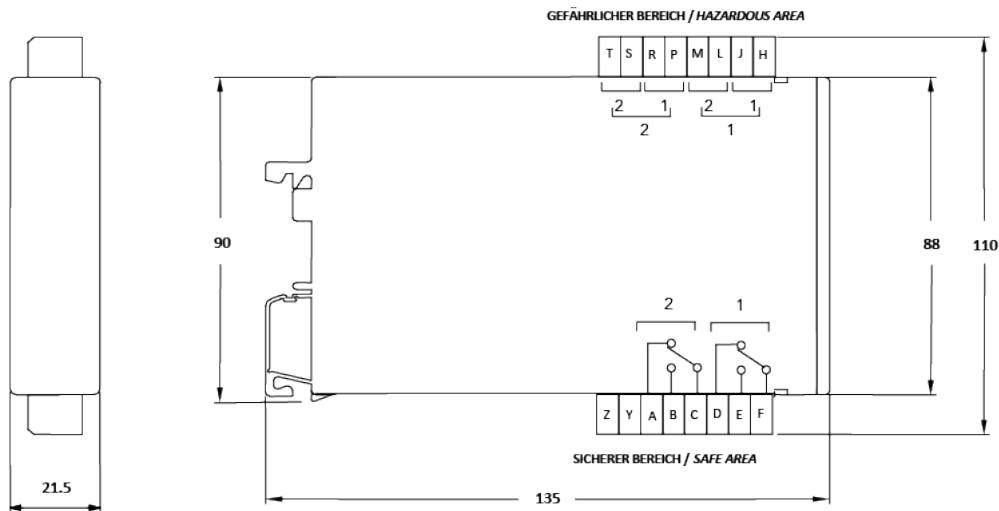 GEFÄHRLICHER BEREICH / HAZARDOUS AREA
T S R P M L J H
2 1 2 1
2 1
90
88
110
2 1
Z Y A B C D E F
SICHERER BEREICH / SAFE AREA
21.5
135